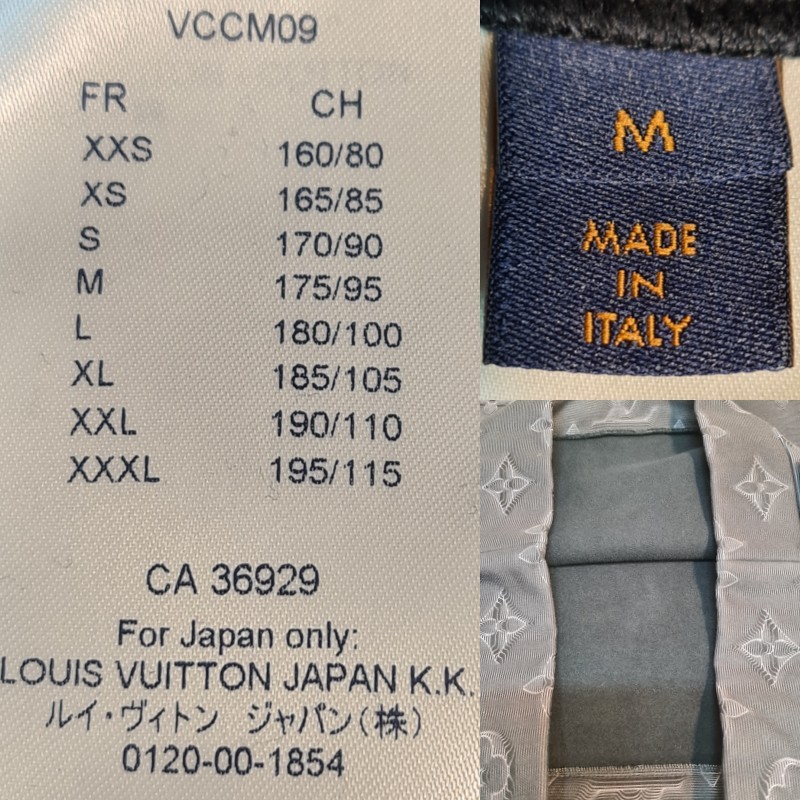 VCCM09
FR CH
XXS 160/80
XS 165/85
S 170/90
M 175/95
L 180/100
XL 185/105
XXL 190/110
XXXL 195/115
CA 36929
For Japan only:
LOUIS VUITTON JAPAN K.K.
ルイ・ヴィトン ジャパン(株)
0120-00-1854
M
MADE
IN
ITALY